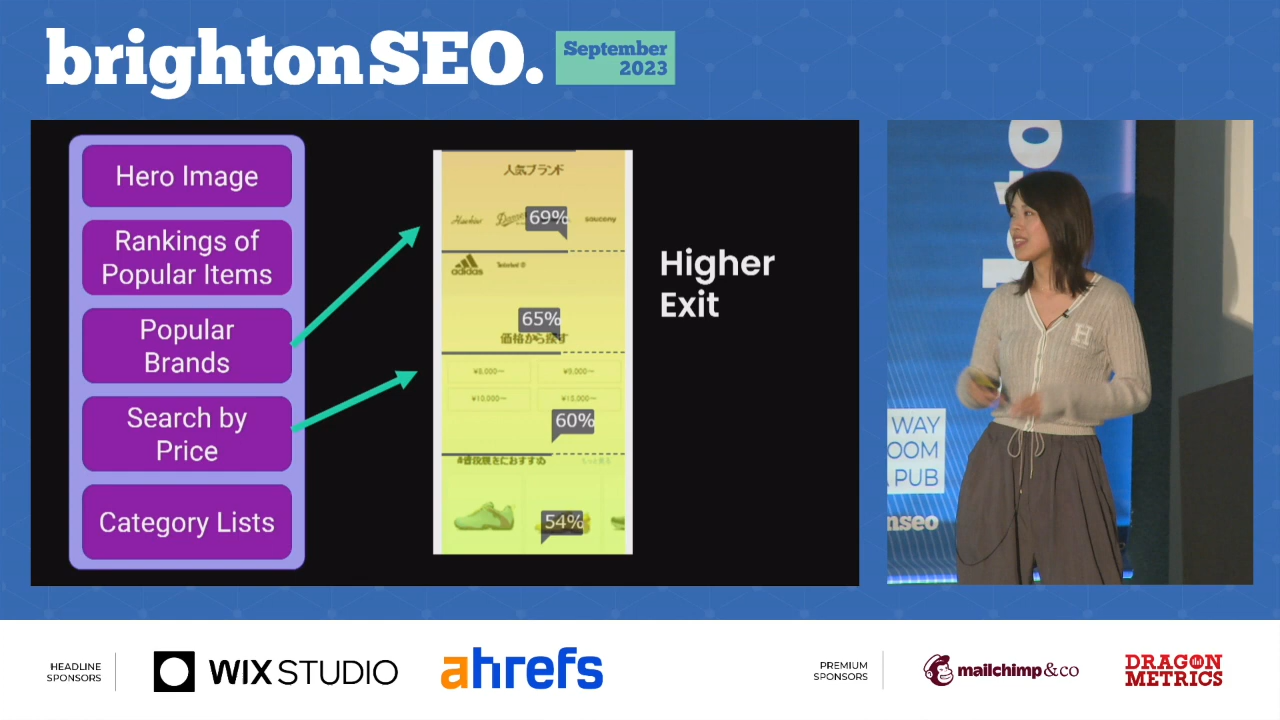 brightonSEO.
September
2023
Hero Image
Rankings of
Popular Items
Popular
Brands
Search by
Price
Category Lists
人気ブランド
69%
saucony
adidas
65%
価格から探す
¥8,000〜
¥9,000〜
¥10,000〜
60%
54%
Higher
Exit
H
WAY
OOM
A PUB
nseo
HEADLINE
SPONSORS
WIX STUDIO
ahrefs
PREMIUM
SPONSORS
mailchimp&co
DRAGON
METRICS